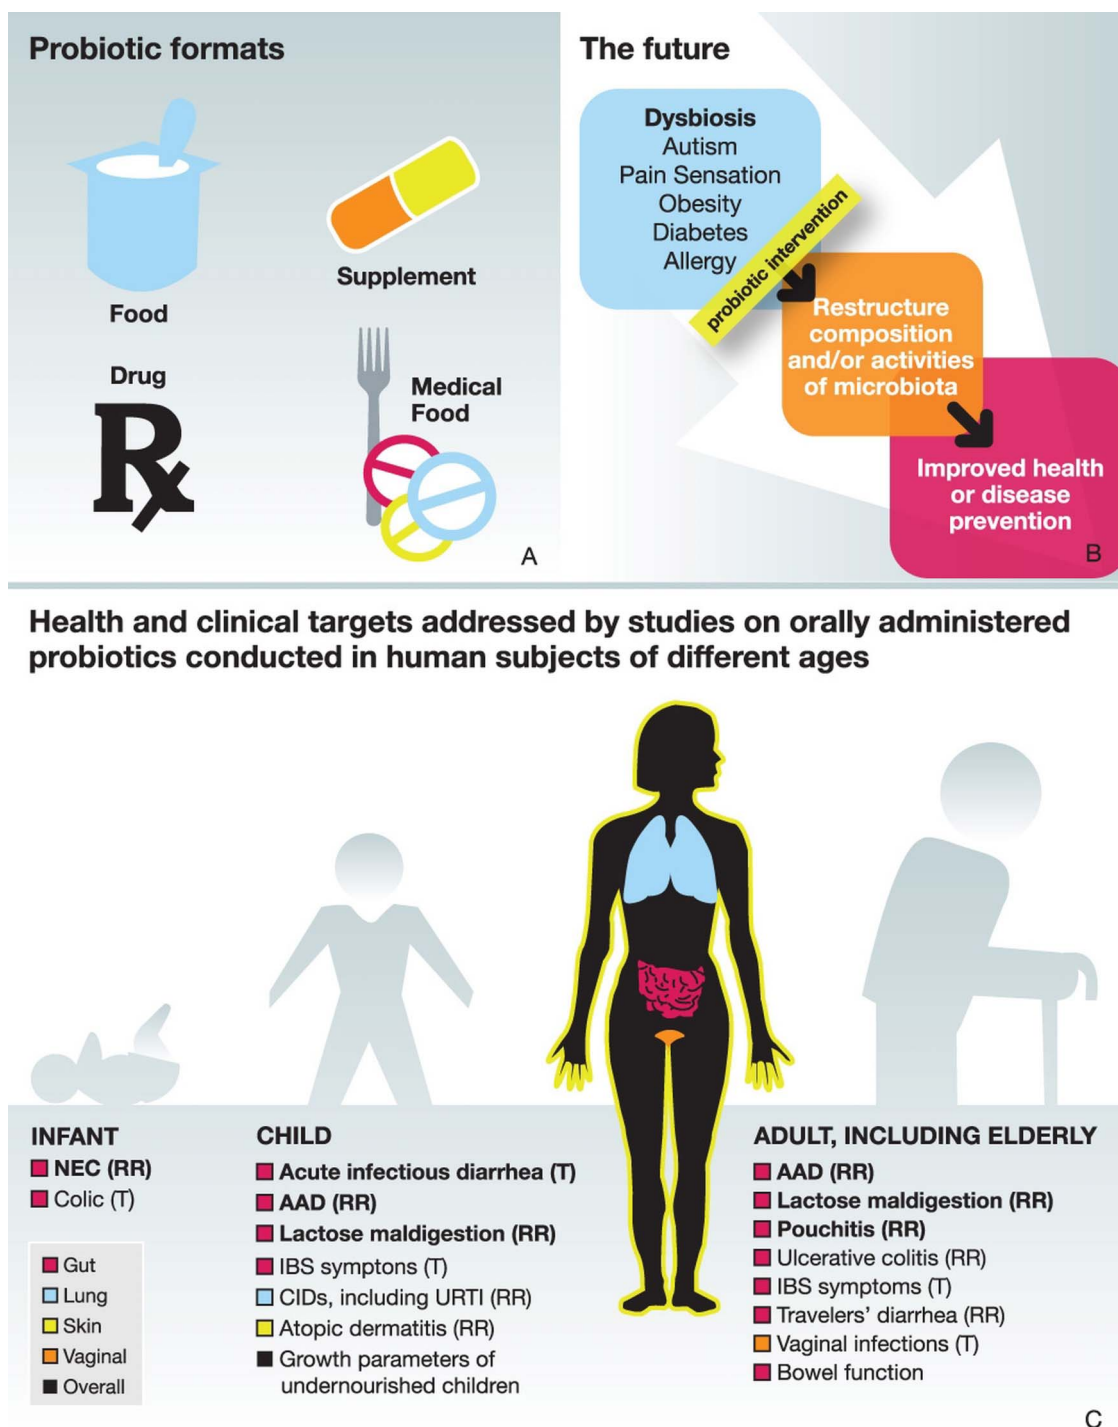 Probiotic formats
Food
Supplement
Drug
Rx
Medical
Food
A
The future
Dysbiosis
Autism
Pain Sensation
Obesity
Diabetes
Allergy
probiotic intervention
Restructure
composition
and/or activities
of microbiota
Improved health
or disease
prevention
B
Health and clinical targets addressed by studies on orally administered
probiotics conducted in human subjects of different ages
INFANT
NEC (RR)
Colic (T)
Gut
Lung
Skin
Vaginal
Overall
CHILD
Acute infectious diarrhea (T)
AAD (RR)
Lactose maldigestion (RR)
IBS symptons (T)
CIDs, including URTI (RR)
Atopic dermatitis (RR)
Growth parameters of
undernourished children
ADULT, INCLUDING ELDERLY
AAD (RR)
Lactose maldigestion (RR)
Pouchitis (RR)
Ulcerative colitis (RR)
IBS symptoms (T)
Travelers’ diarrhea (RR)
Vaginal infections (T)
Bowel function
C